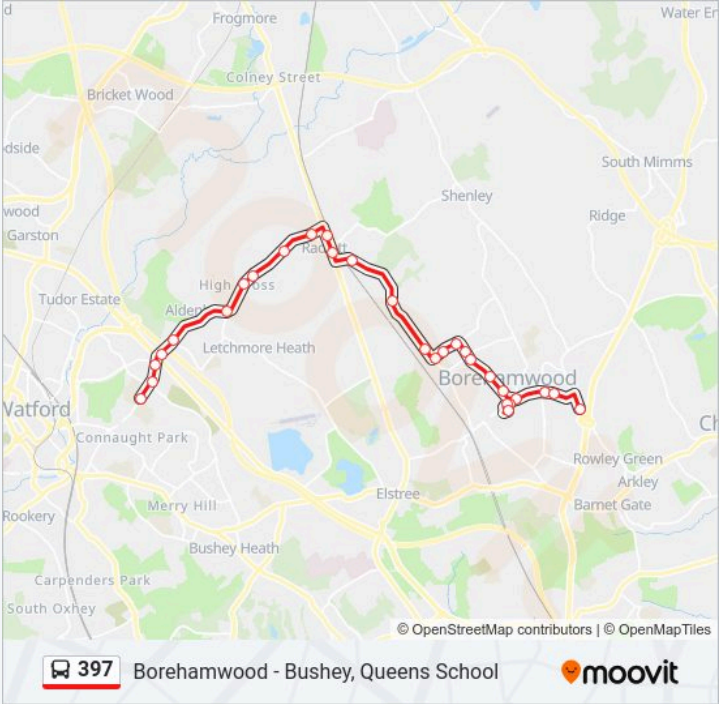 d
Frogmore
Water En
Colney Street
Bricket Wood
dside
South Mimms
Shenley
wood
Ridge
Garston
Radlett
High Cross
Tudor Estate
Letchmore Heath
Borehamwood
Watford
Ch
Connaught Park
Rowley Green
Elstree
Arkley
Merry Hill
Barnet Gate
Rookery
Bushey Heath
Carpenders Park
South Oxhey
© OpenStreetMap contributors | © OpenMapTiles
397 Borehamwood - Bushey, Queens School moovit